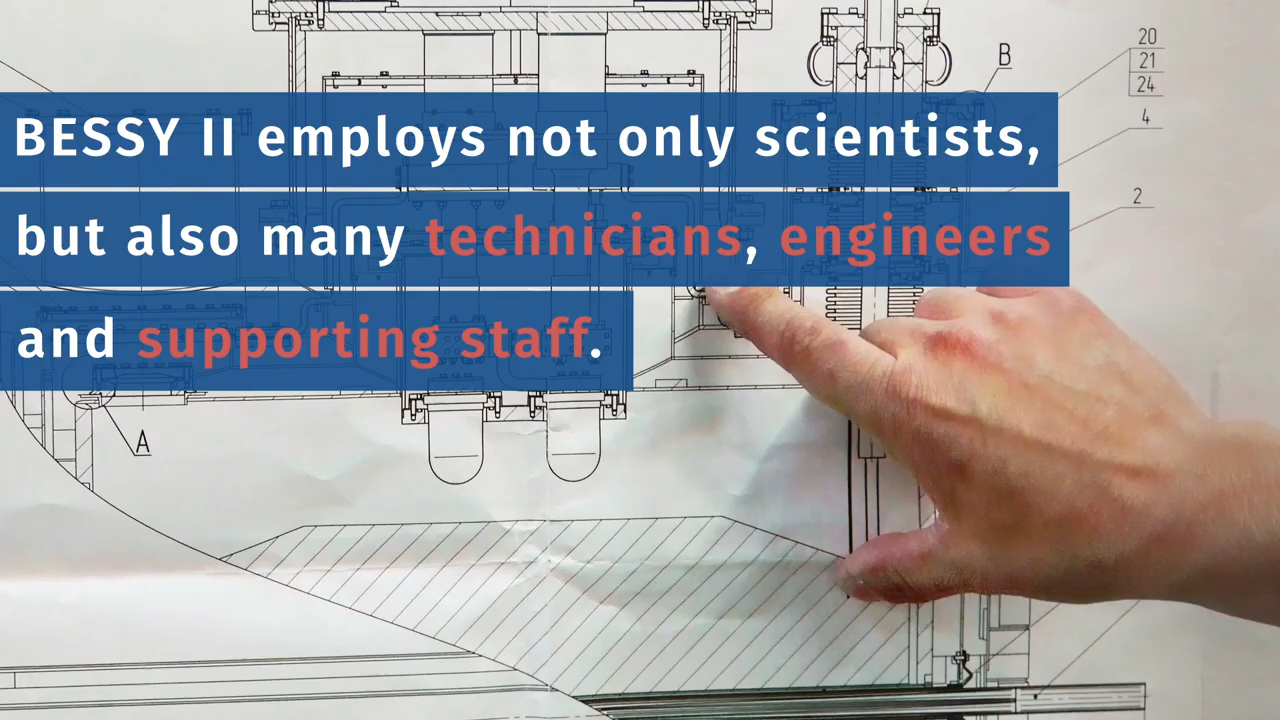 BESSY II employs not only scientists,
but also many technicians, engineers
and supporting staff.
B
20
21
24
4
2
A